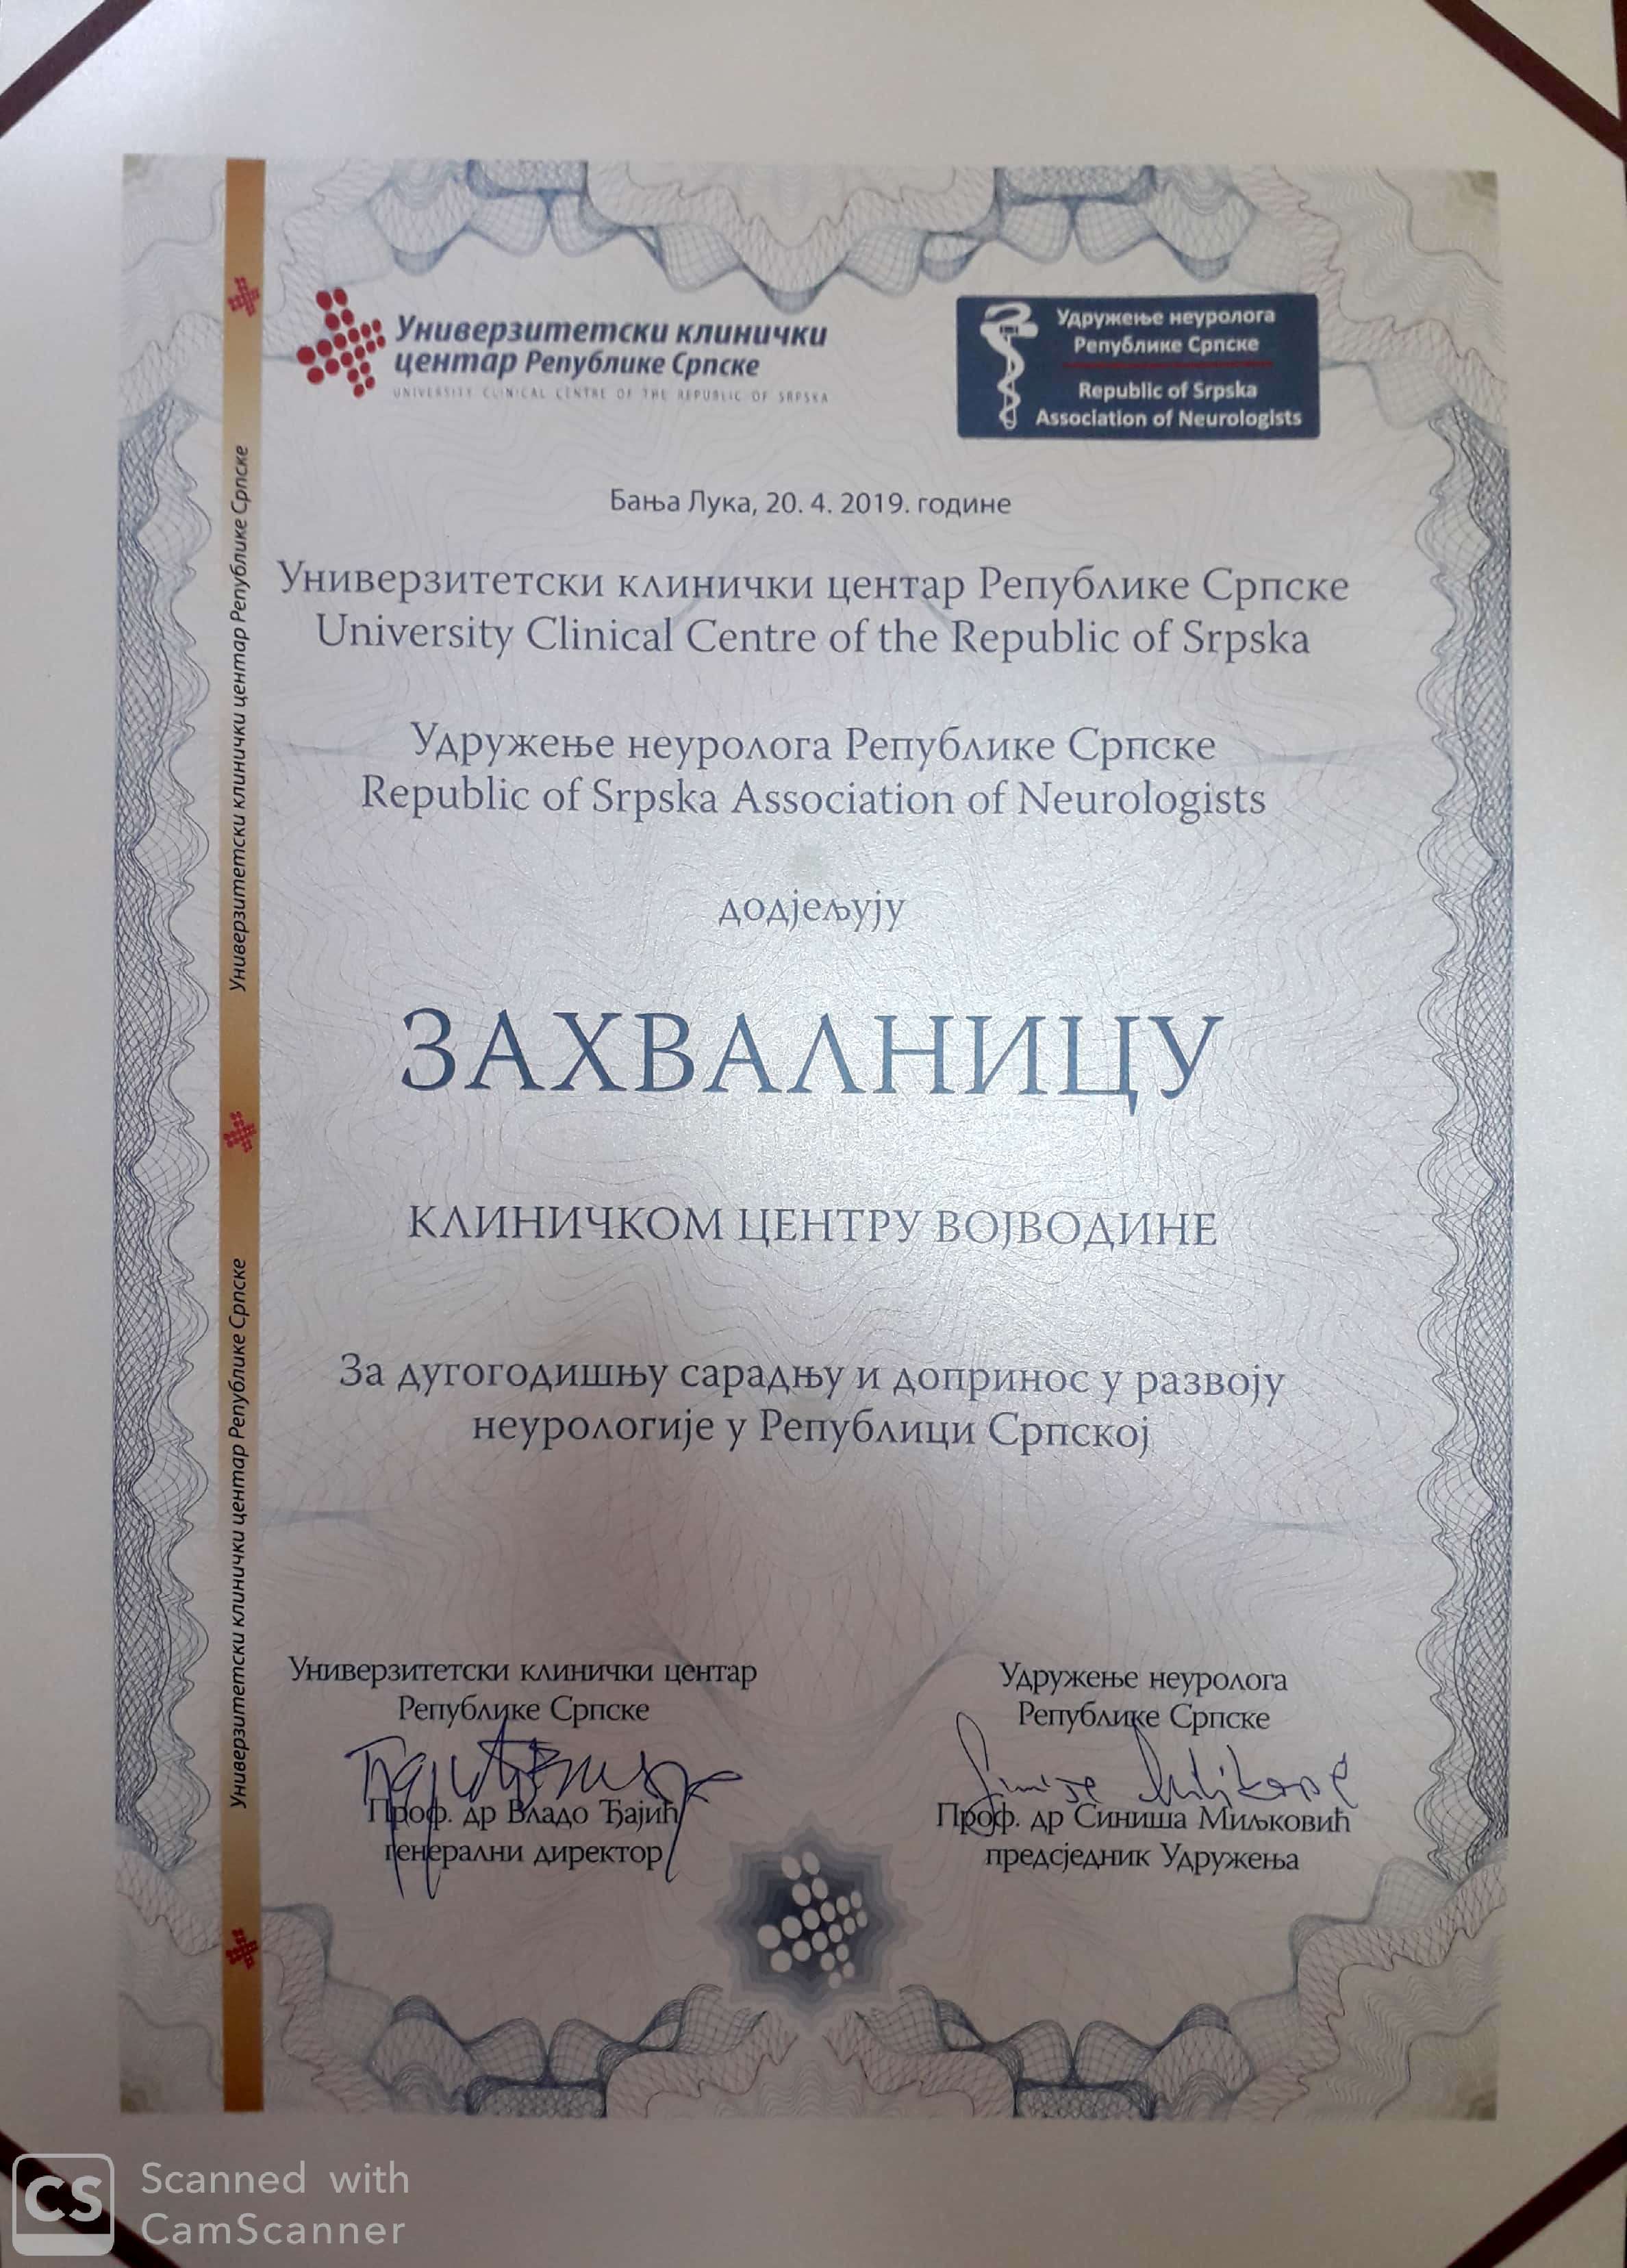 Универзитетски клинички
центар Републике Српске
UNIVERSITY CLINICAL CENTRE OF THE REPUBLIC OF SRPSKA
Удружење неуролога
Републике Српске
Republic of Srpska
Association of Neurologists
Бања Лука, 20. 4. 2019. године
Универзитетски клинички центар Републике Српске
University Clinical Centre of the Republic of Srpska
Удружење неуролога Републике Српске
Republic of Srpska Association of Neurologists
додјељују
ЗАХВАЛНИЦУ
КЛИНИЧКОМ ЦЕНТРУ ВОЈВОДИНЕ
За дугогодишњу сарадњу и допринос у развоју
неурологије у Републици Српској
Универзитетски клинички центар
Републике Српске
Проф. др Владо Ђајић
генерални директор
Удружење неуролога
Републике Српске
Проф. др Синиша Миљковић
предсједник Удружења
Универзитетски клинички центар Републике Српске
Универзитетски клинички центар Републике Српске
CS
Scanned with
CamScanner